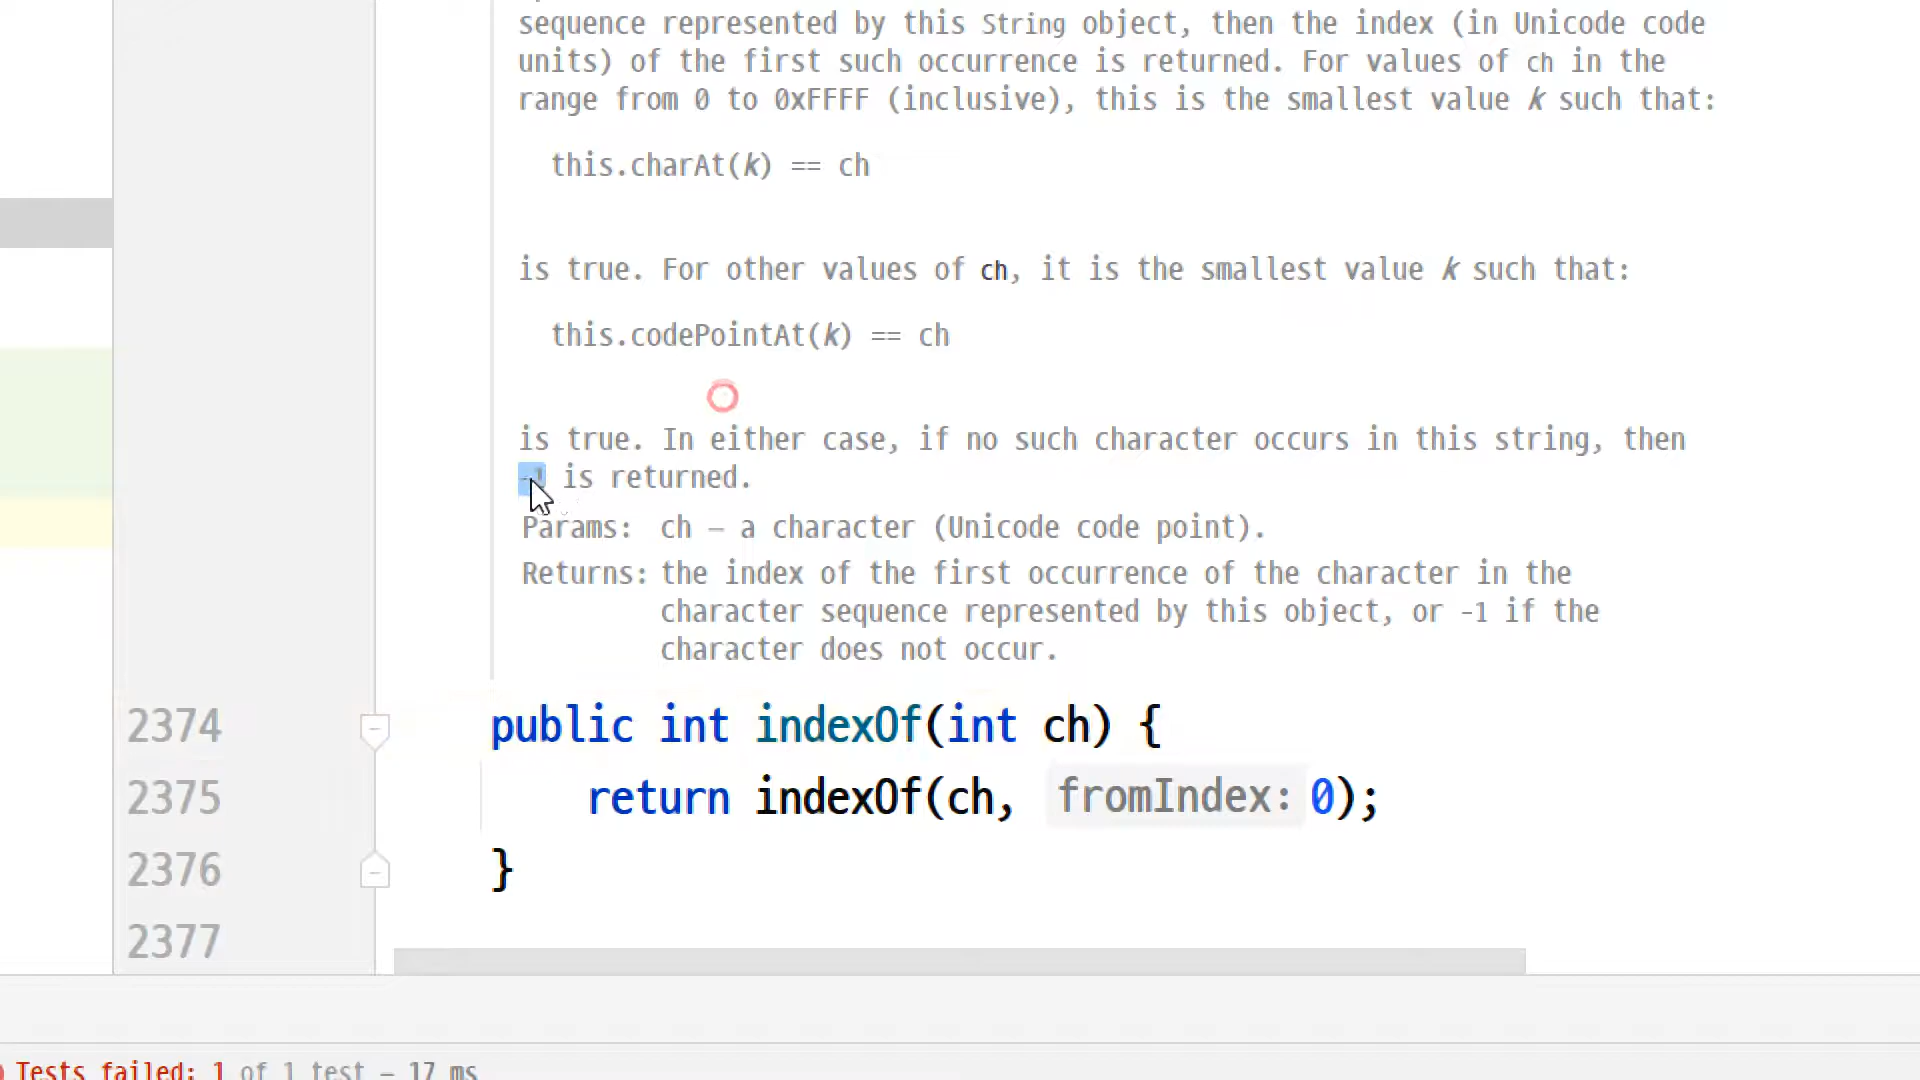 sequence represented by this String object, then the index (in Unicode code
units) of the first such occurrence is returned. For values of ch in the
range from 0 to 0xFFFF (inclusive), this is the smallest value k such that:
this.charAt(k) == ch
is true. For other values of ch, it is the smallest value k such that:
this.codePointAt(k) == ch
is true. In either case, if no such character occurs in this string, then
-1 is returned.
Params: ch – a character (Unicode code point).
Returns: the index of the first occurrence of the character in the
character sequence represented by this object, or -1 if the
character does not occur.
2374 public int indexOf(int ch) {
2375 return indexOf(ch, fromIndex: 0);
2376 }
2377
Tests failed: 1 of 1 test – 17 ms